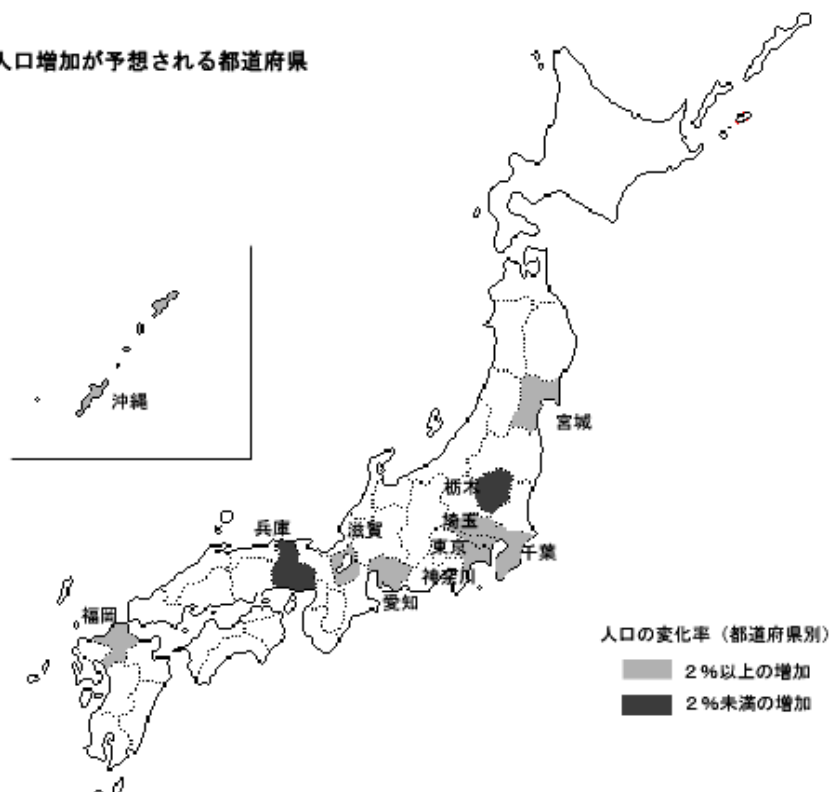 人口増加が予想される都道府県
沖縄
宮城
栃木
埼玉
東京
千葉
神奈川
兵庫
滋賀
愛知
福岡
人口の変化率（都道府県別）
２％以上の増加
２％未満の増加